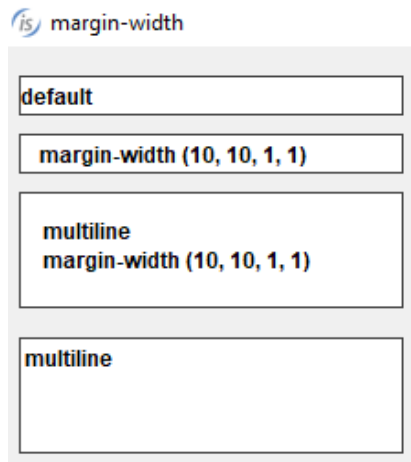 is margin-width
default
margin-width (10, 10, 1, 1)
multiline
margin-width (10, 10, 1, 1)
multiline